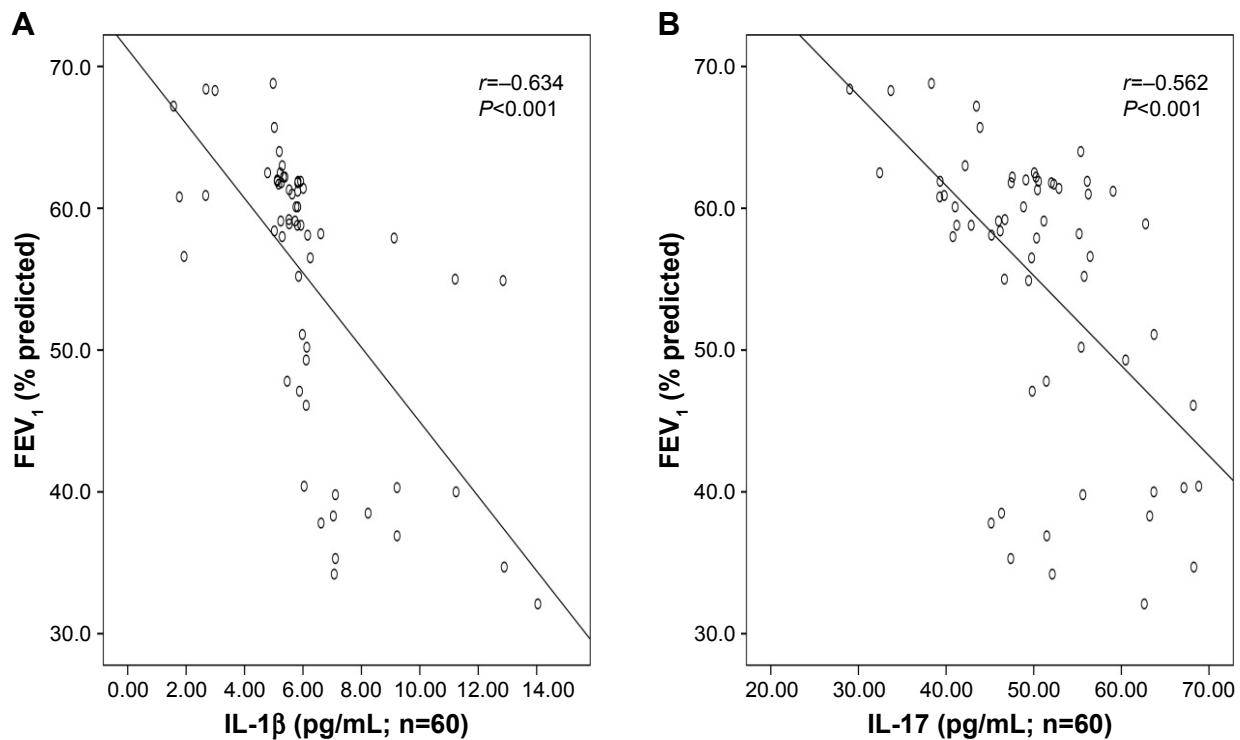 A
FEV1 (% predicted)
70.0
60.0
50.0
40.0
30.0
r=–0.634
P<0.001
0.00 2.00 4.00 6.00 8.00 10.00 12.00 14.00
IL-1β (pg/mL; n=60)
B
FEV1 (% predicted)
70.0
60.0
50.0
40.0
30.0
r=–0.562
P<0.001
20.00 30.00 40.00 50.00 60.00 70.00
IL-17 (pg/mL; n=60)